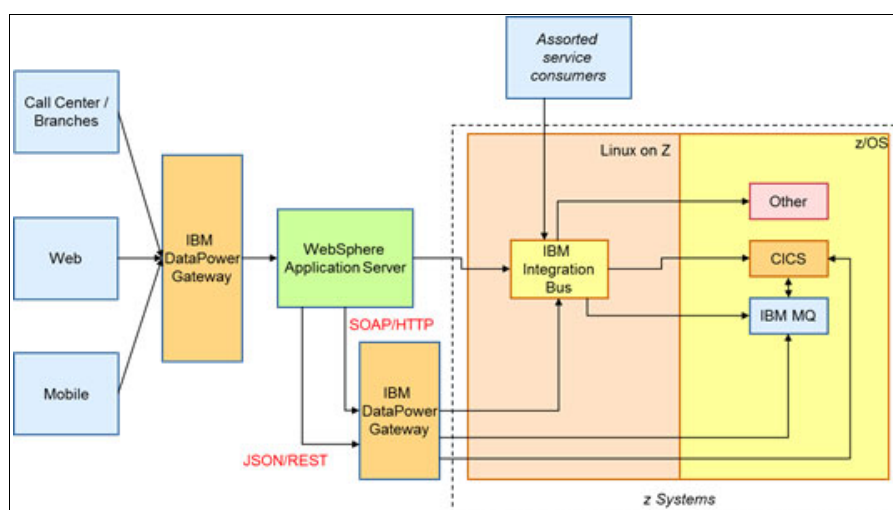 Assorted
service
consumers
Call Center /
Branches
Linux on Z
z/OS
IBM
DataPower
Gateway
Other
Web
WebSphere
Application Server
IBM
Integration
Bus
CICS
IBM MQ
SOAP/HTTP
Mobile
IBM
DataPower
Gateway
JSON/REST
z Systems